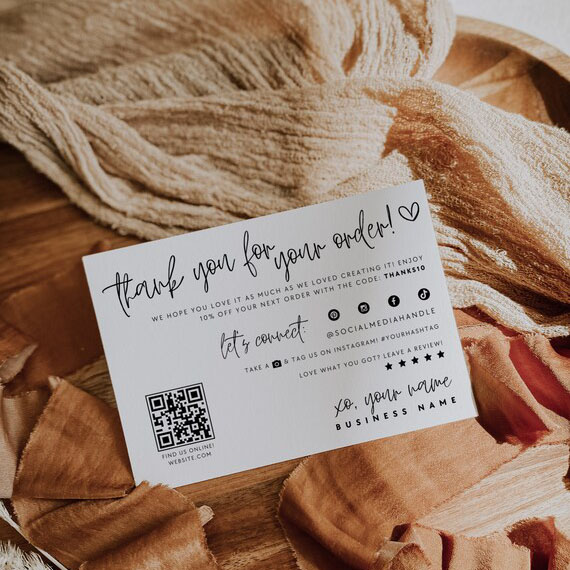 thank you for your order!
WE HOPE YOU LOVE IT AS MUCH AS WE LOVED CREATING IT! ENJOY
10% OFF YOUR NEXT ORDER WITH THE CODE: THANKS10
let's connect:
@SOCIALMEDIAHANDLE
TAKE A & TAG US ON INSTAGRAM! #YOURHASHTAG
LOVE WHAT YOU GOT? LEAVE A REVIEW!
xo, your name
BUSINESS NAME
FIND US ONLINE!
WEBSITE.COM